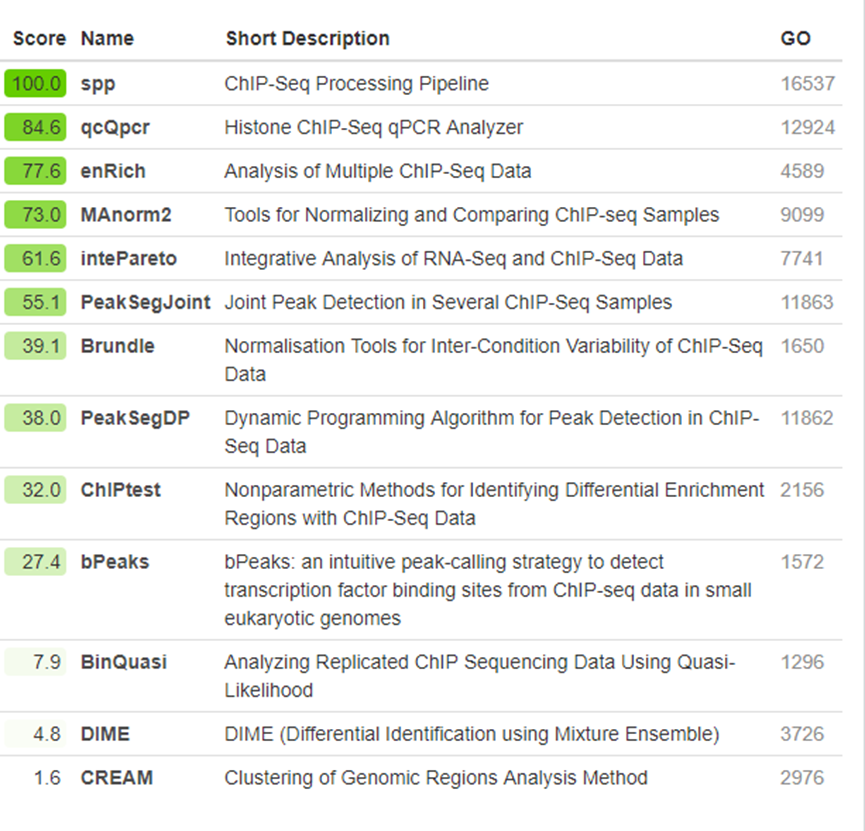 Score Name Short Description GO
100.0 spp ChIP-Seq Processing Pipeline 16537
84.6 qcQpcr Histone ChIP-Seq qPCR Analyzer 12924
77.6 enRich Analysis of Multiple ChIP-Seq Data 4589
73.0 MAnorm2 Tools for Normalizing and Comparing ChIP-seq Samples 9099
61.6 intePareto Integrative Analysis of RNA-Seq and ChIP-Seq Data 7741
55.1 PeakSegJoint Joint Peak Detection in Several ChIP-Seq Samples 11863
39.1 Brundle Normalisation Tools for Inter-Condition Variability of ChIP-Seq 1650
Data
38.0 PeakSegDP Dynamic Programming Algorithm for Peak Detection in ChIP- 11862
Seq Data
32.0 ChIPtest Nonparametric Methods for Identifying Differential Enrichment 2156
Regions with ChIP-Seq Data
27.4 bPeaks bPeaks: an intuitive peak-calling strategy to detect 1572
transcription factor binding sites from ChIP-seq data in small
eukaryotic genomes
7.9 BinQuasi Analyzing Replicated ChIP Sequencing Data Using Quasi- 1296
Likelihood
4.8 DIME DIME (Differential Identification using Mixture Ensemble) 3726
1.6 CREAM Clustering of Genomic Regions Analysis Method 2976